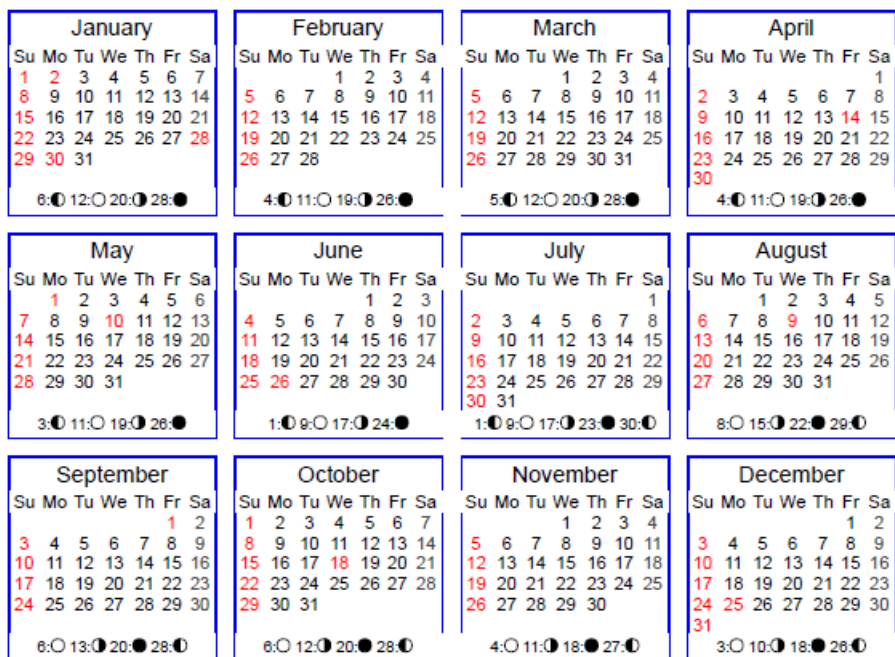 January
Su Mo Tu We Th Fr Sa
1 2 3 4 5 6 7
8 9 10 11 12 13 14
15 16 17 18 19 20 21
22 23 24 25 26 27 28
29 30 31
6:◐ 12:○ 20:◑ 28:●
February
Su Mo Tu We Th Fr Sa
1 2 3 4
5 6 7 8 9 10 11
12 13 14 15 16 17 18
19 20 21 22 23 24 25
26 27 28
4:◐ 11:○ 19:◑ 26:●
March
Su Mo Tu We Th Fr Sa
1 2 3 4
5 6 7 8 9 10 11
12 13 14 15 16 17 18
19 20 21 22 23 24 25
26 27 28 29 30 31
5:◐ 12:○ 20:◑ 28:●
April
Su Mo Tu We Th Fr Sa
1
2 3 4 5 6 7 8
9 10 11 12 13 14 15
16 17 18 19 20 21 22
23 24 25 26 27 28 29
30
4:◐ 11:○ 19:◑ 26:●
May
Su Mo Tu We Th Fr Sa
1 2 3 4 5 6
7 8 9 10 11 12 13
14 15 16 17 18 19 20
21 22 23 24 25 26 27
28 29 30 31
3:◐ 11:○ 19:◑ 26:●
June
Su Mo Tu We Th Fr Sa
1 2 3
4 5 6 7 8 9 10
11 12 13 14 15 16 17
18 19 20 21 22 23 24
25 26 27 28 29 30
1:◐ 9:○ 17:◑ 24:●
July
Su Mo Tu We Th Fr Sa
1
2 3 4 5 6 7 8
9 10 11 12 13 14 15
16 17 18 19 20 21 22
23 24 25 26 27 28 29
30 31
1:◐ 9:○ 17:◑ 23:● 30:◐
August
Su Mo Tu We Th Fr Sa
1 2 3 4 5
6 7 8 9 10 11 12
13 14 15 16 17 18 19
20 21 22 23 24 25 26
27 28 29 30 31
8:○ 15:◑ 22:● 29:◐
September
Su Mo Tu We Th Fr Sa
1 2
3 4 5 6 7 8 9
10 11 12 13 14 15 16
17 18 19 20 21 22 23
24 25 26 27 28 29 30
6:○ 13:◑ 20:● 28:◐
October
Su Mo Tu We Th Fr Sa
1 2 3 4 5 6 7
8 9 10 11 12 13 14
15 16 17 18 19 20 21
22 23 24 25 26 27 28
29 30 31
6:○ 12:◑ 20:● 28:◐
November
Su Mo Tu We Th Fr Sa
1 2 3 4
5 6 7 8 9 10 11
12 13 14 15 16 17 18
19 20 21 22 23 24 25
26 27 28 29 30
4:○ 11:◑ 18:● 27:◐
December
Su Mo Tu We Th Fr Sa
1 2
3 4 5 6 7 8 9
10 11 12 13 14 15 16
17 18 19 20 21 22 23
24 25 26 27 28 29 30
31
3:○ 10:◑ 18:● 26:◐